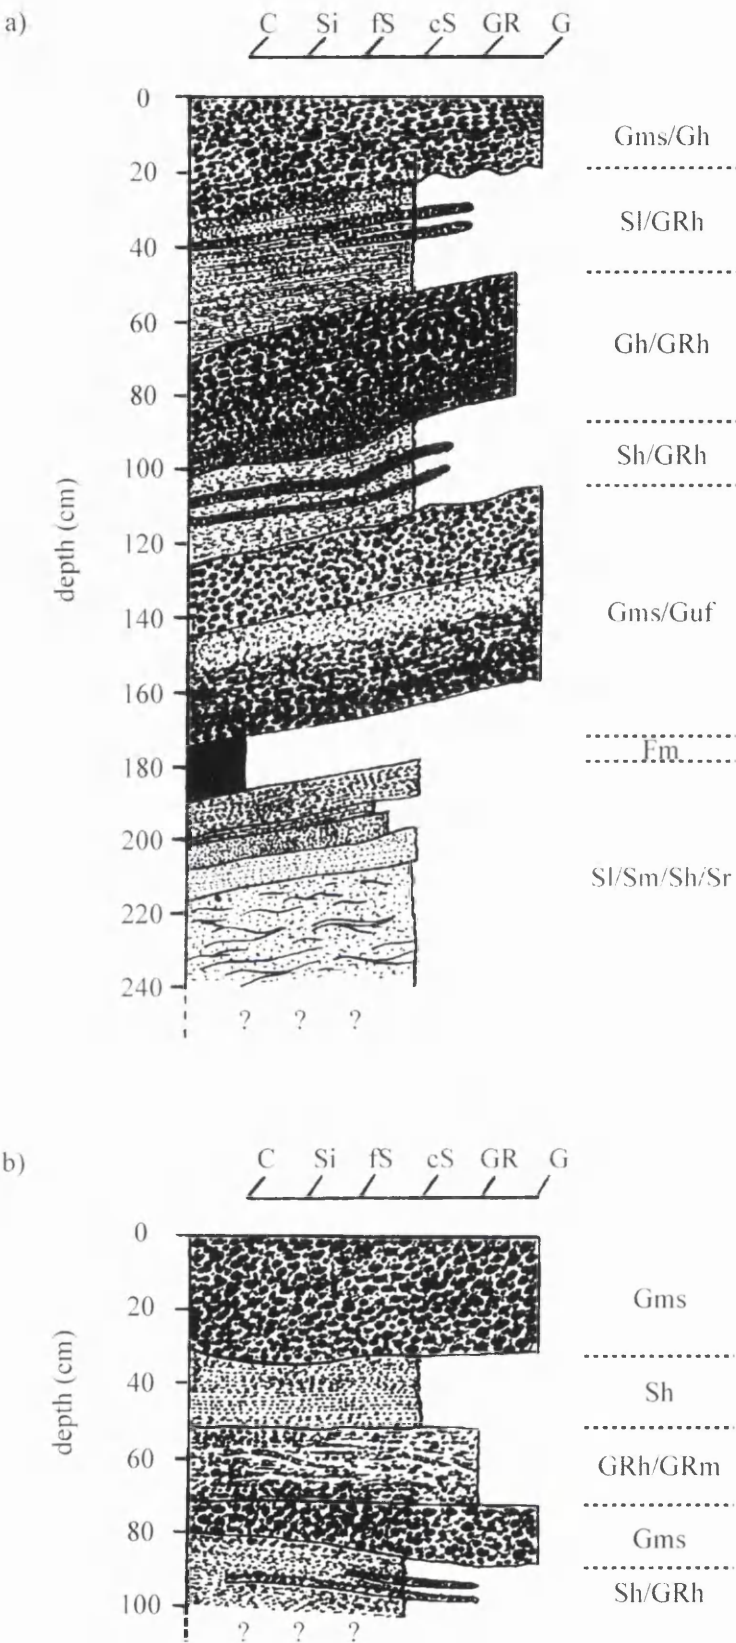 a)
C Si fS cS GR G
0
Gms/Gh
20
Sl/GRh
40
60
Gh/GRh
80
Sh/GRh
100
depth (cm)
120
140
Gms/Guf
160
Fm
180
200
Sl/Sm/Sh/Sr
220
240
? ? ?
b)
C Si fS cS GR G
0
Gms
20
depth (cm)
40
Sh
60
GRh/GRm
80
Gms
100
Sh/GRh
? ? ?